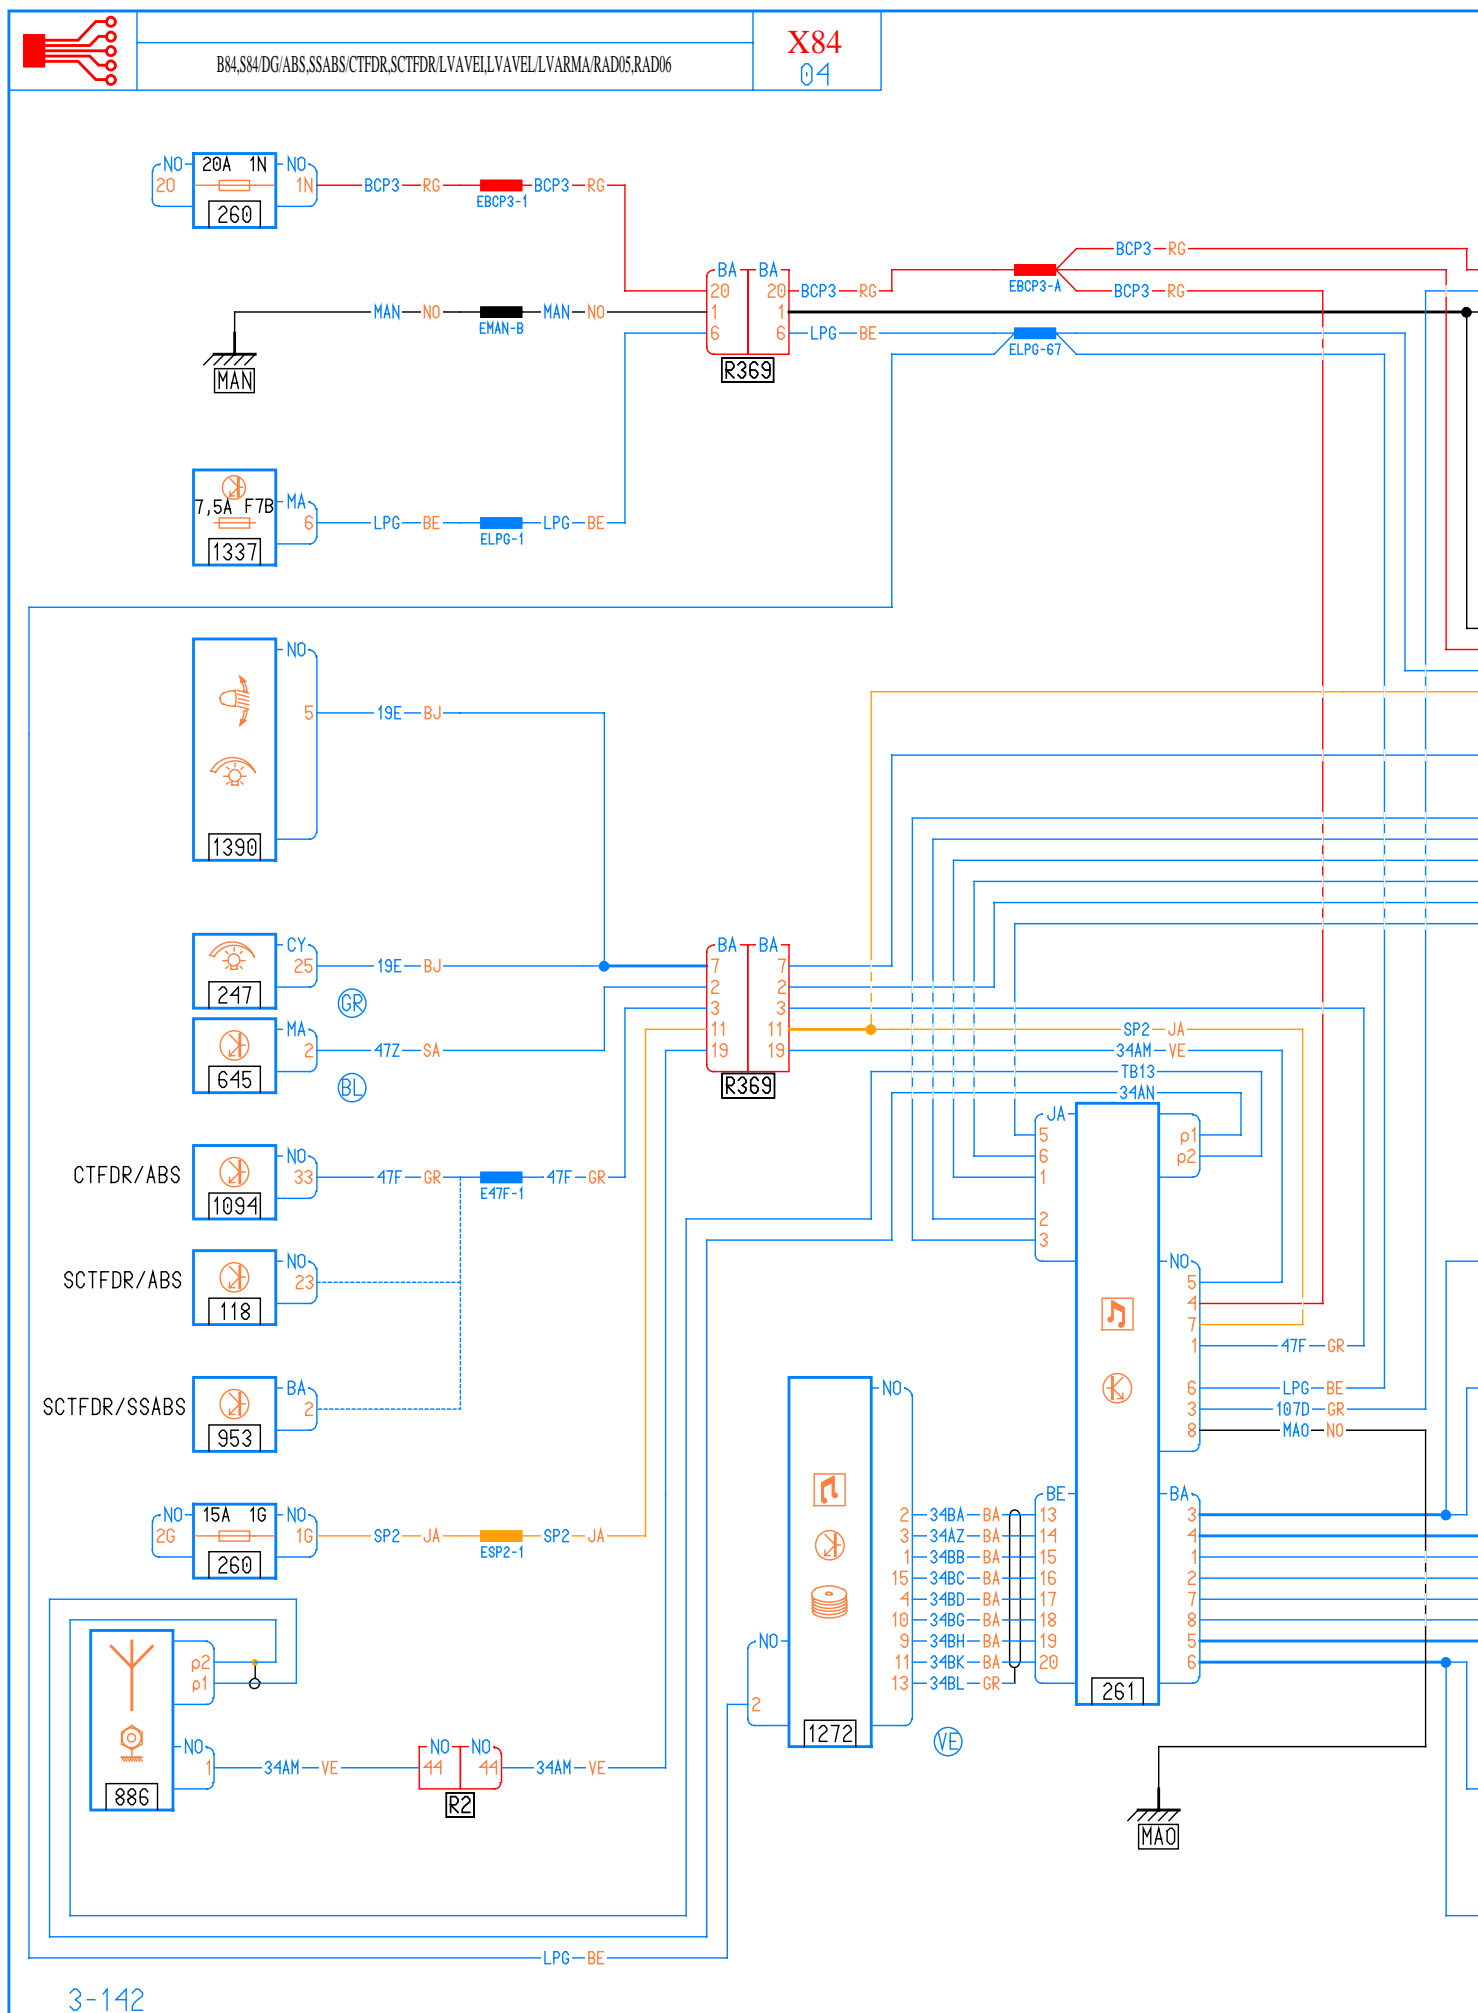 B84,S84/DG/ABS,SSABS/CTFDR,SCTFDR/LVAVEI,LVAVEL/LVARMA/RAD05,RAD06
X84
04
NO 20A 1N NO
20 1N BCP3 RG BCP3 RG
260 EBCP3-1
BCP3 RG
BA BA
20 20 BCP3 RG EBCP3-A BCP3 RG
MAN NO EMAN-B MAN NO 1 1
6 6 LPG BE ELPG-67
MAN
R369
7,5A F7B MA
6 LPG BE LPG BE
ELPG-1
1337
NO
5 19E BJ
1390
CY BA BA
25 19E BJ 7 7
247 GR 2 2
3 3
MA 11 11 SP2 JA
2 47Z SA 19 19 34AM VE
645 BL R369 TB13
34AN
JA p1
5 p2
6
1
2
3
CTFDR/ABS NO
33 47F GR E47F-1 47F GR
1094
SCTFDR/ABS NO
23
118
NO
5
4
7
1 47F GR
6 LPG BE
3 107D GR
8 MAO NO
SCTFDR/SSABS BA
2
953
NO
NO 15A 1G NO
2G 1G SP2 JA ESP2-1 SP2 JA
260
BE BA
2 34BA BA 13 3
3 34AZ BA 14 4
1 34BB BA 15 1
15 34BC BA 16 2
4 34BD BA 17 7
10 34BG BA 18 8
9 34BH BA 19 5
11 34BK BA 20 6
13 34BL GR
NO
2
1272 VE
261
p2
p1
NO NO NO
1 34AM VE 44 44 34AM VE
886 R2
MAO
LPG BE
3-142